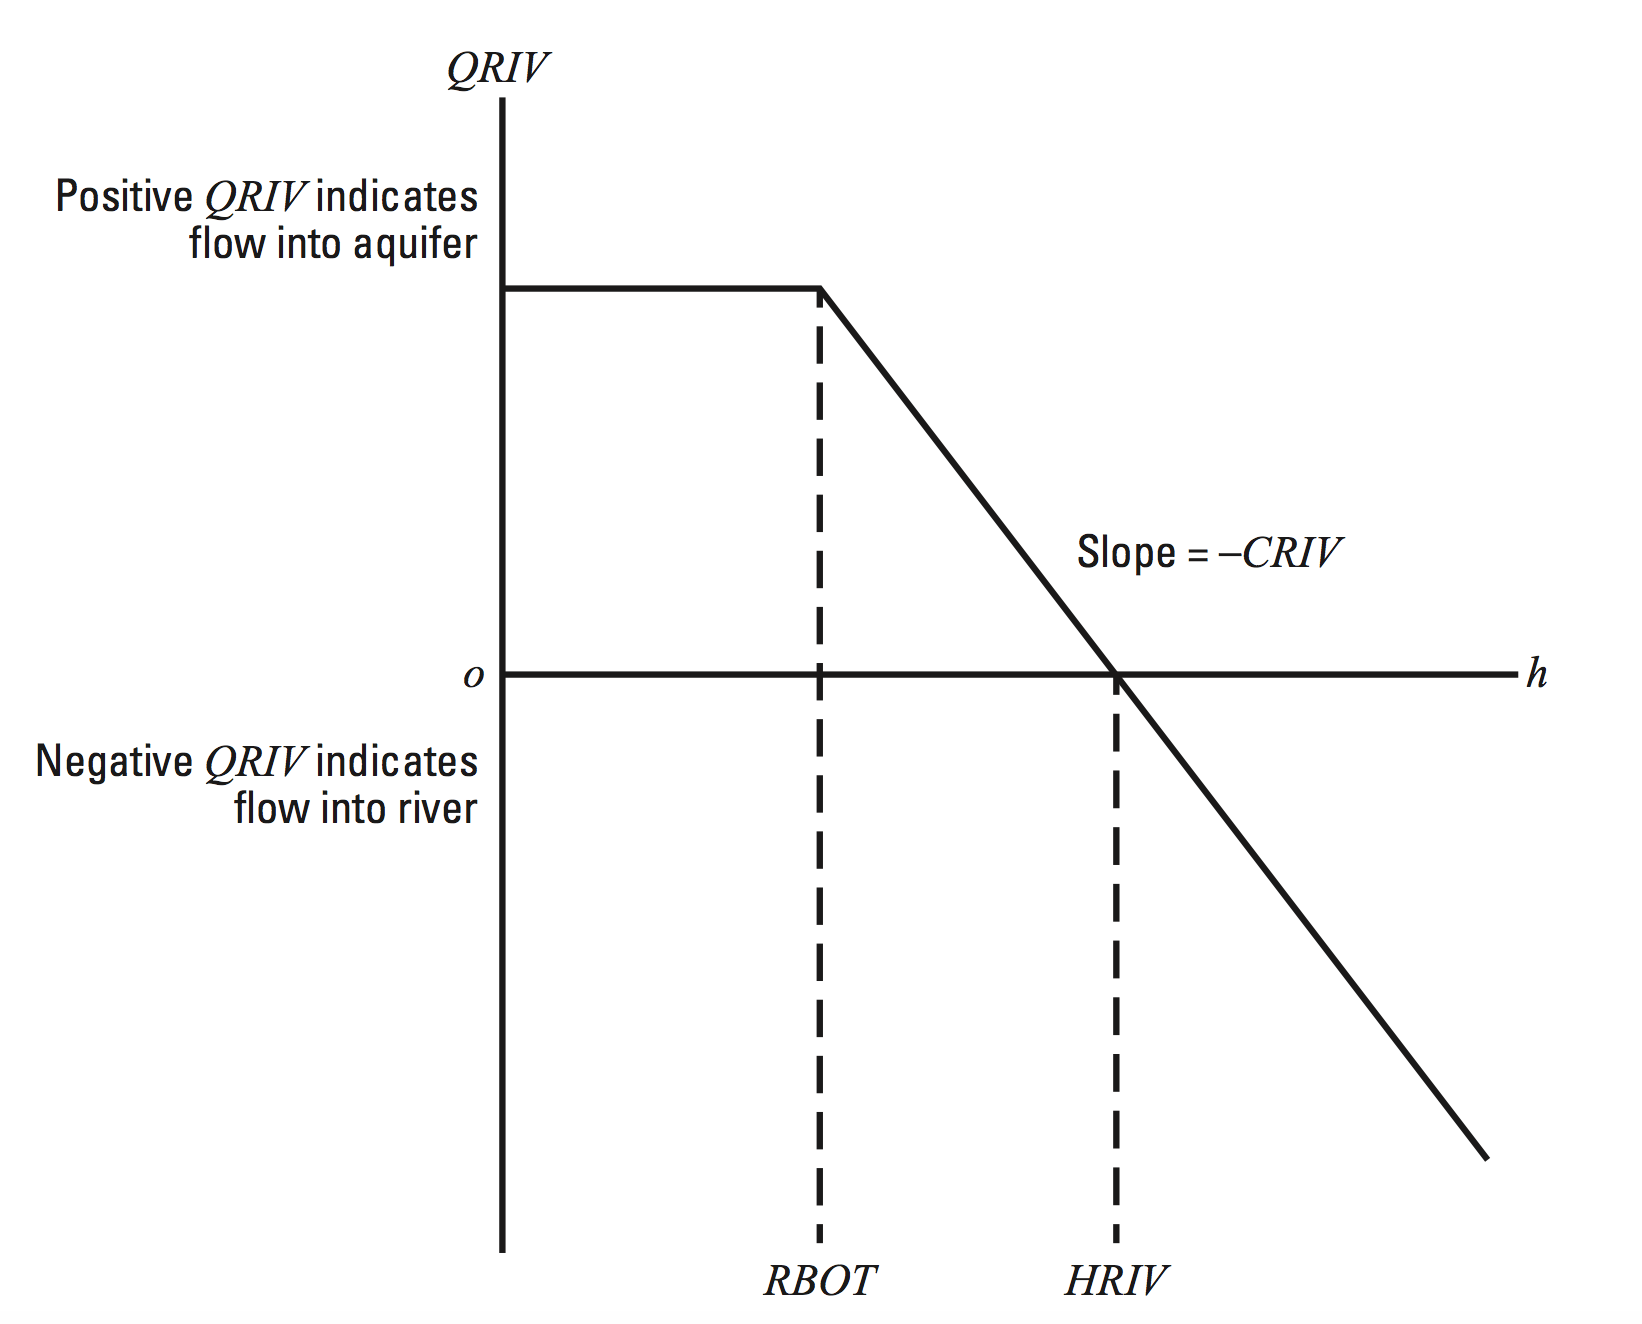 QRIV
Positive QRIV indicates
flow into aquifer
Slope = –CRIV
o
h
Negative QRIV indicates
flow into river
RBOT
HRIV